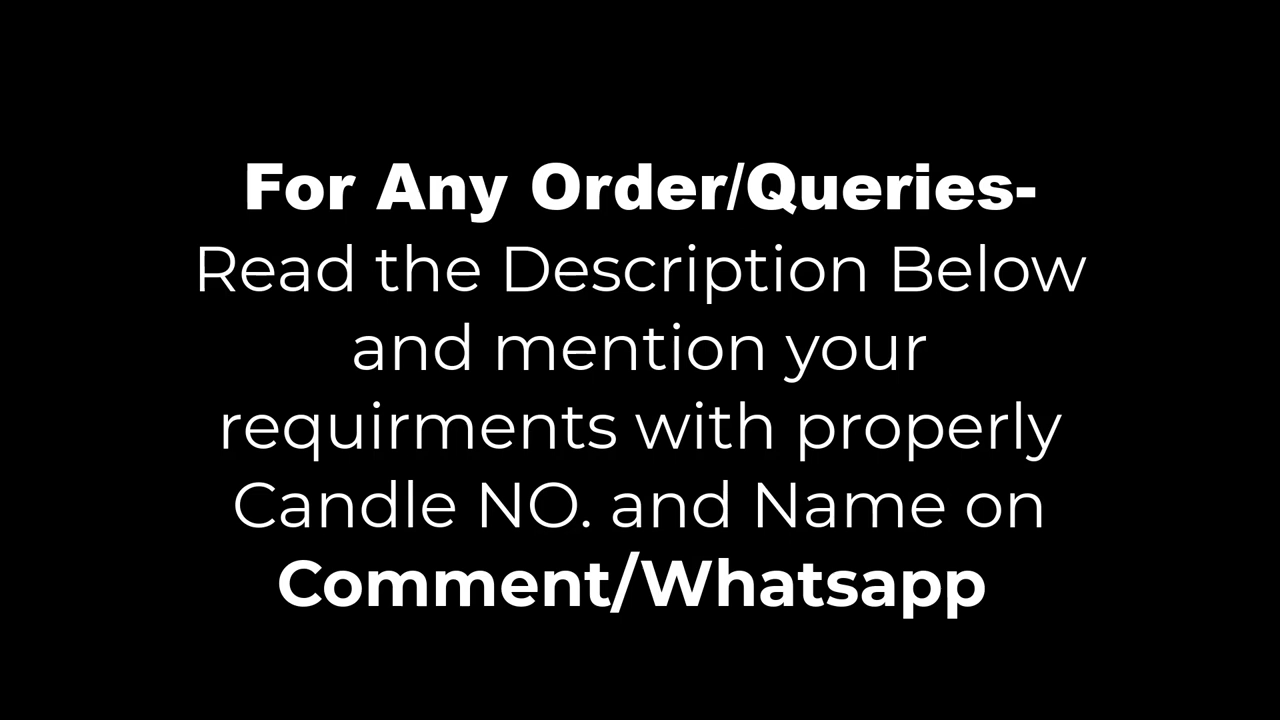 For Any Order/Queries-
Read the Description Below
and mention your
requirments with properly
Candle NO. and Name on
Comment/Whatsapp